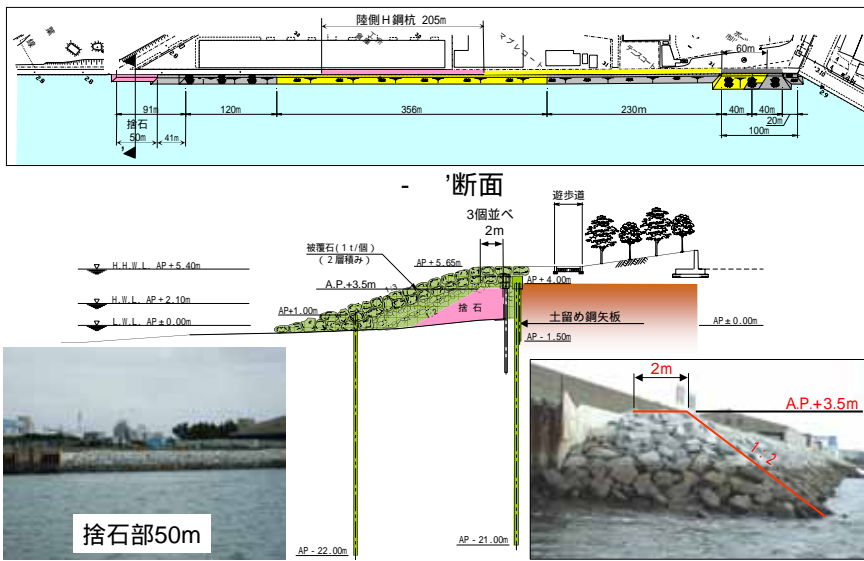 陸側H鋼杭 205m
60m
91m
120m
356m
230m
40m
40m
20m
100m
捨石
50m
41m
- ’断面
遊歩道
3個並べ
2m
被覆石(1t/個)
(2層積み)
AP+5.65m
H.H.W.L. AP+5.40m
A.P.+3.5m
AP+4.00m
H.W.L. AP+2.10m
AP+1.00m
捨石
土留め鋼矢板
L.W.L. AP±0.00m
AP±0.00m
AP-1.50m
2m
A.P.+3.5m
1:2
捨石部50m
AP-21.00m
AP-22.00m